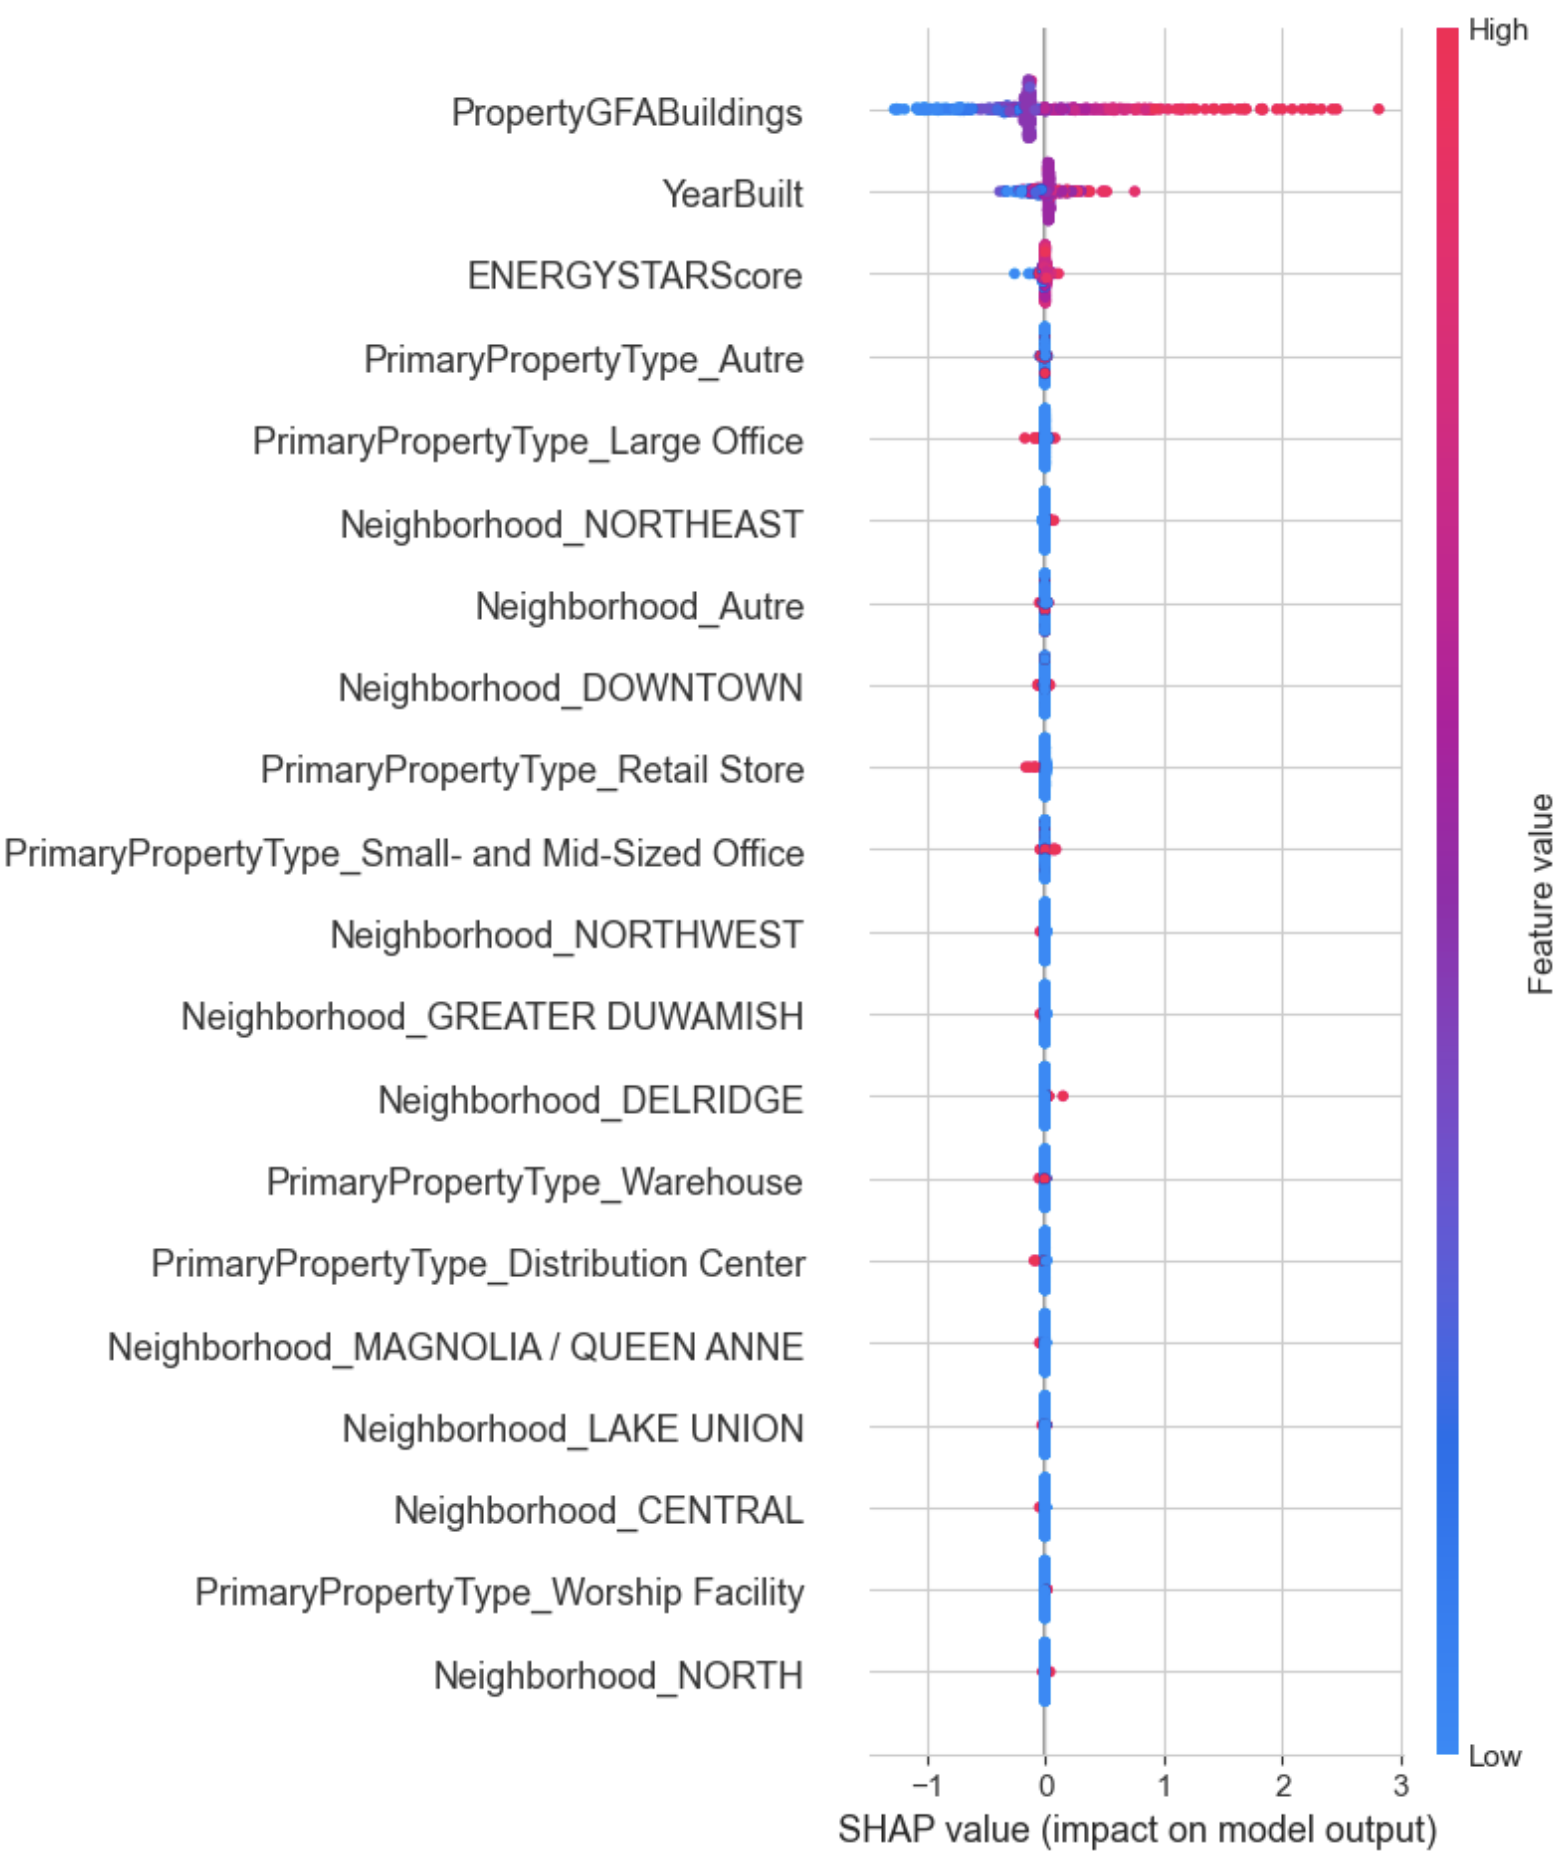 High
PropertyGFABuildings
YearBuilt
ENERGYSTARScore
PrimaryPropertyType_Autre
PrimaryPropertyType_Large Office
Neighborhood_NORTHEAST
Neighborhood_Autre
Neighborhood_DOWNTOWN
PrimaryPropertyType_Retail Store
PrimaryPropertyType_Small- and Mid-Sized Office
Neighborhood_NORTHWEST
Neighborhood_GREATER DUWAMISH
Neighborhood_DELRIDGE
PrimaryPropertyType_Warehouse
PrimaryPropertyType_Distribution Center
Neighborhood_MAGNOLIA / QUEEN ANNE
Neighborhood_LAKE UNION
Neighborhood_CENTRAL
PrimaryPropertyType_Worship Facility
Neighborhood_NORTH
Feature value
Low
−1 0 1 2 3
SHAP value (impact on model output)